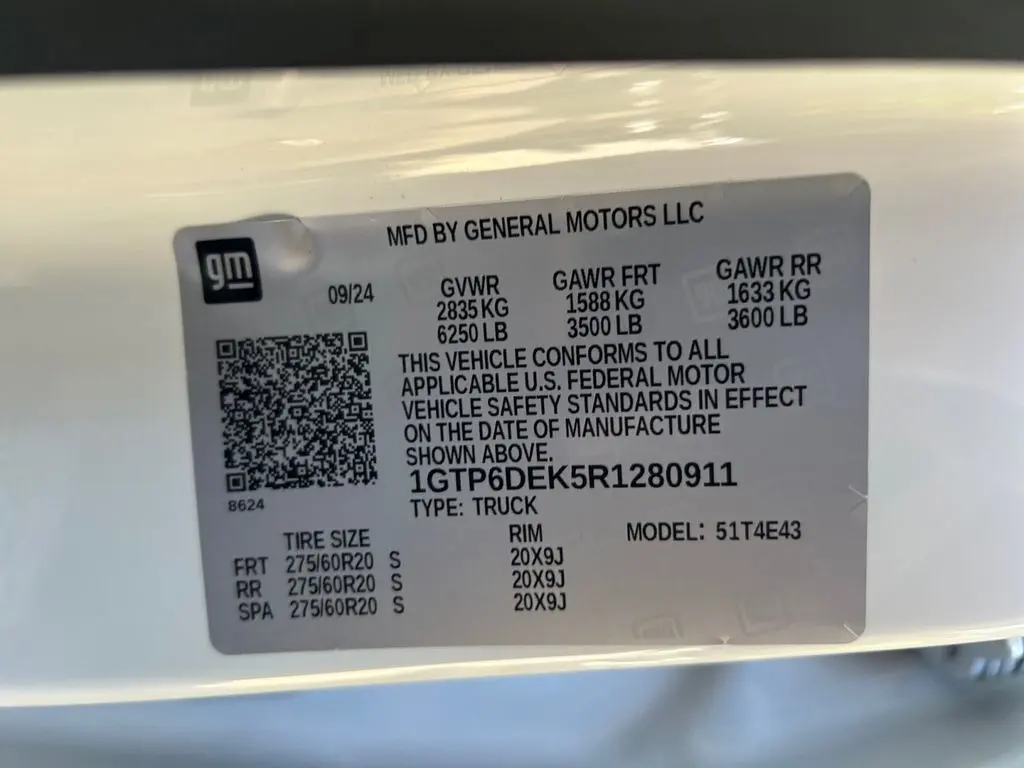 MFD BY GENERAL MOTORS LLC
gm
09/24
GVWR GAWR FRT GAWR RR
2835 KG 1588 KG 1633 KG
6250 LB 3500 LB 3600 LB
THIS VEHICLE CONFORMS TO ALL
APPLICABLE U.S. FEDERAL MOTOR
VEHICLE SAFETY STANDARDS IN EFFECT
ON THE DATE OF MANUFACTURE
SHOWN ABOVE.
1GTP6DEK5R1280911
8624
TYPE: TRUCK
TIRE SIZE RIM MODEL: 51T4E43
FRT 275/60R20 S 20X9J
RR 275/60R20 S 20X9J
SPA 275/60R20 S 20X9J